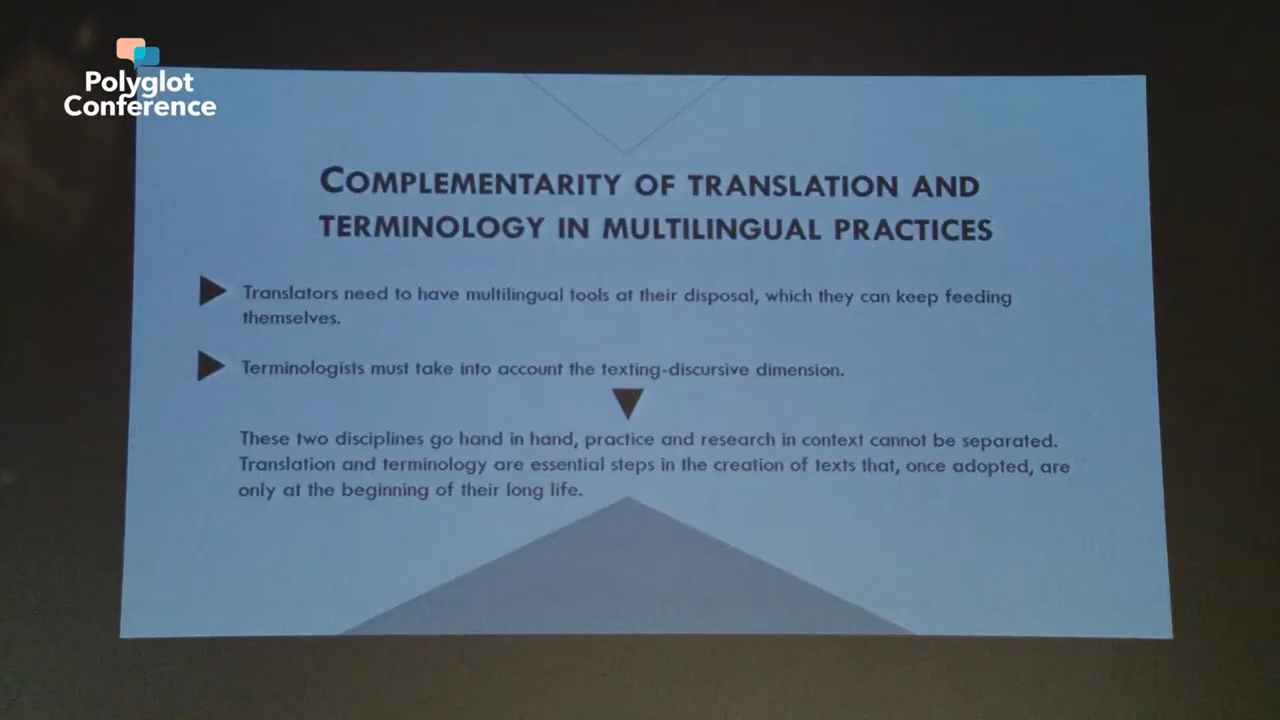 Polyglot
Conference
COMPLEMENTARITY OF TRANSLATION AND
TERMINOLOGY IN MULTILINGUAL PRACTICES
Translators need to have multilingual tools at their disposal, which they can keep feeding
themselves.
Terminologists must take into account the texting-discursive dimension.
These two disciplines go hand in hand, practice and research in context cannot be separated.
Translation and terminology are essential steps in the creation of texts that, once adopted, are
only at the beginning of their long life.